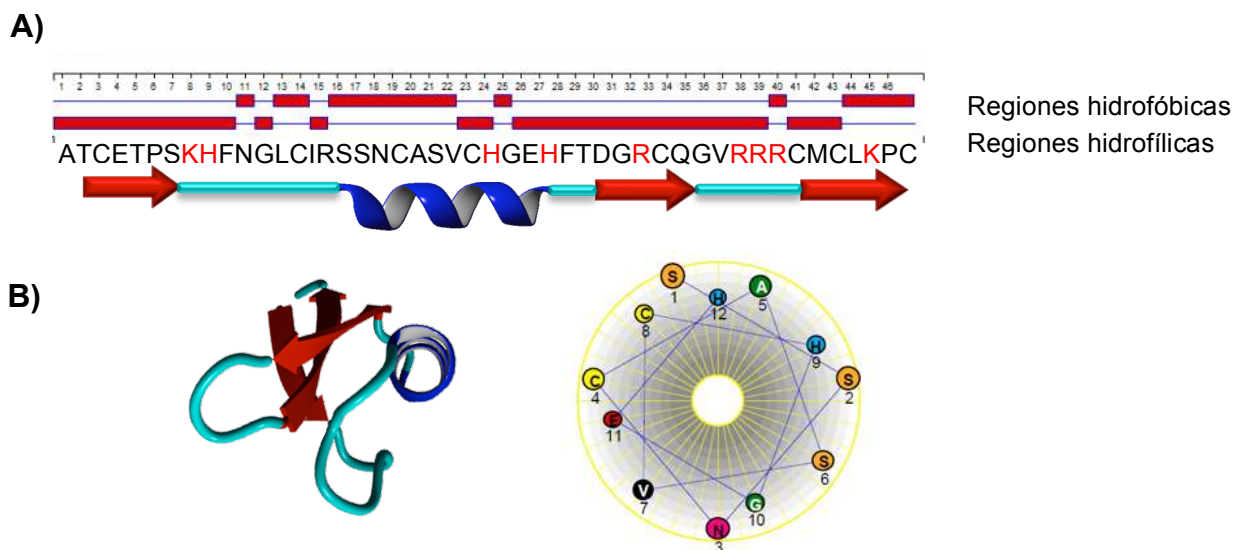 A)
1 2 3 4 5 6 7 8 9 10 11 12 13 14 15 16 17 18 19 20 21 22 23 24 25 26 27 28 29 30 31 32 33 34 35 36 37 38 39 40 41 42 43 44 45 46
Regiones hidrofóbicas
Regiones hidrofílicas
ATCETPSKHFNGLCIRSSNCASVCHGEHFTDGRCQGVRRRCMCLKPC
B)
S
1
A
5
H
12
C
8
H
9
C
4
S
2
E
11
S
6
V
7
G
10
N
3